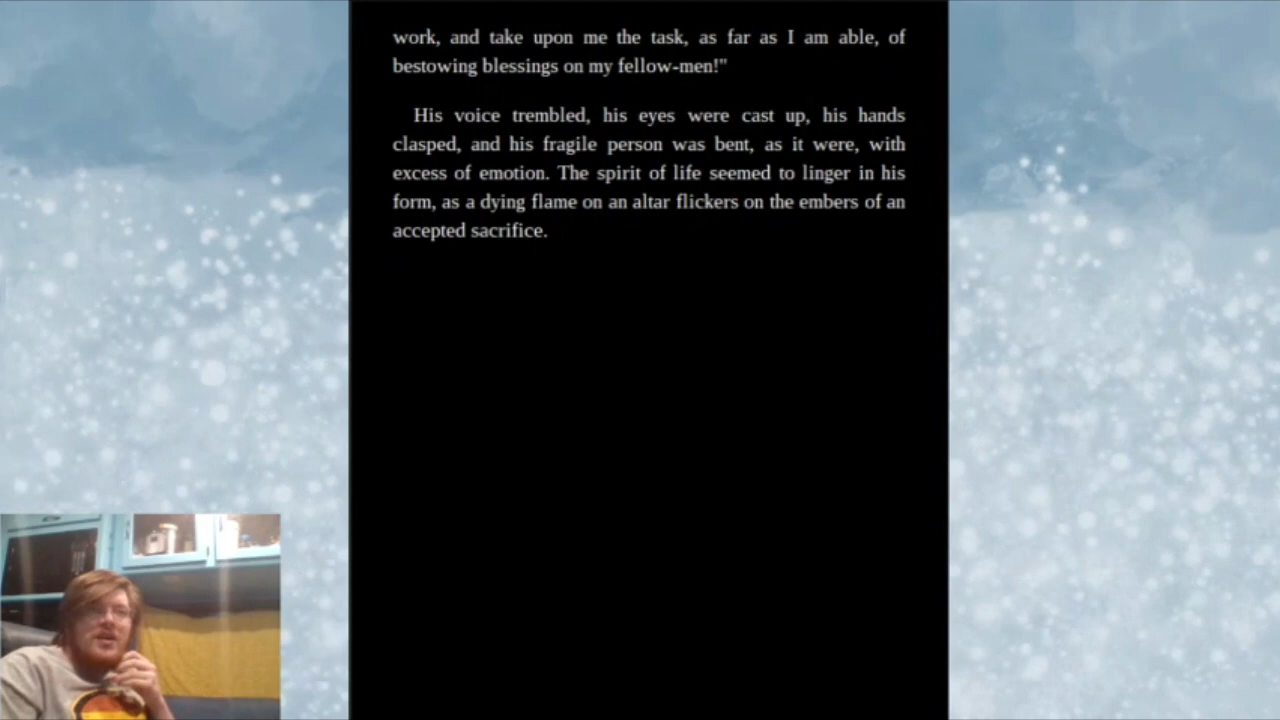 work, and take upon me the task, as far as I am able, of
bestowing blessings on my fellow-men!"
His voice trembled, his eyes were cast up, his hands
clasped, and his fragile person was bent, as it were, with
excess of emotion. The spirit of life seemed to linger in his
form, as a dying flame on an altar flickers on the embers of an
accepted sacrifice.